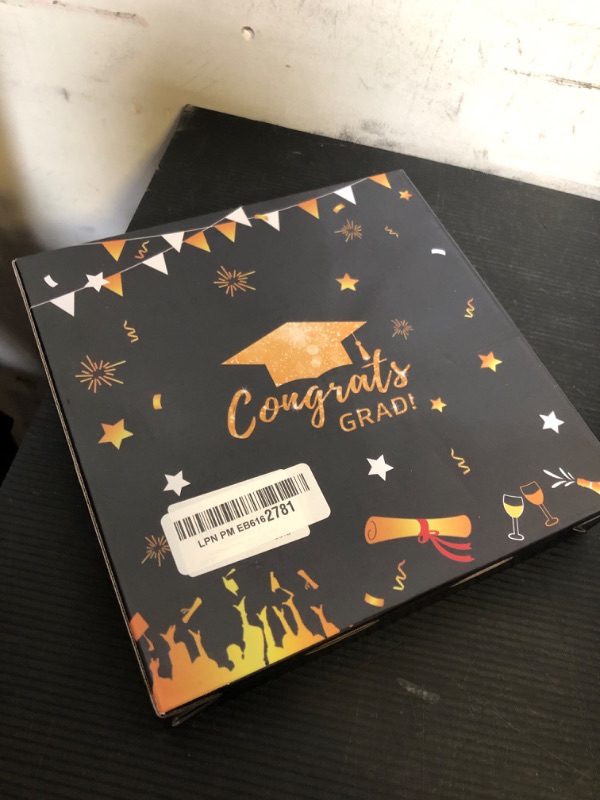 Congrats
GRAD!
LPN PM EB6162781